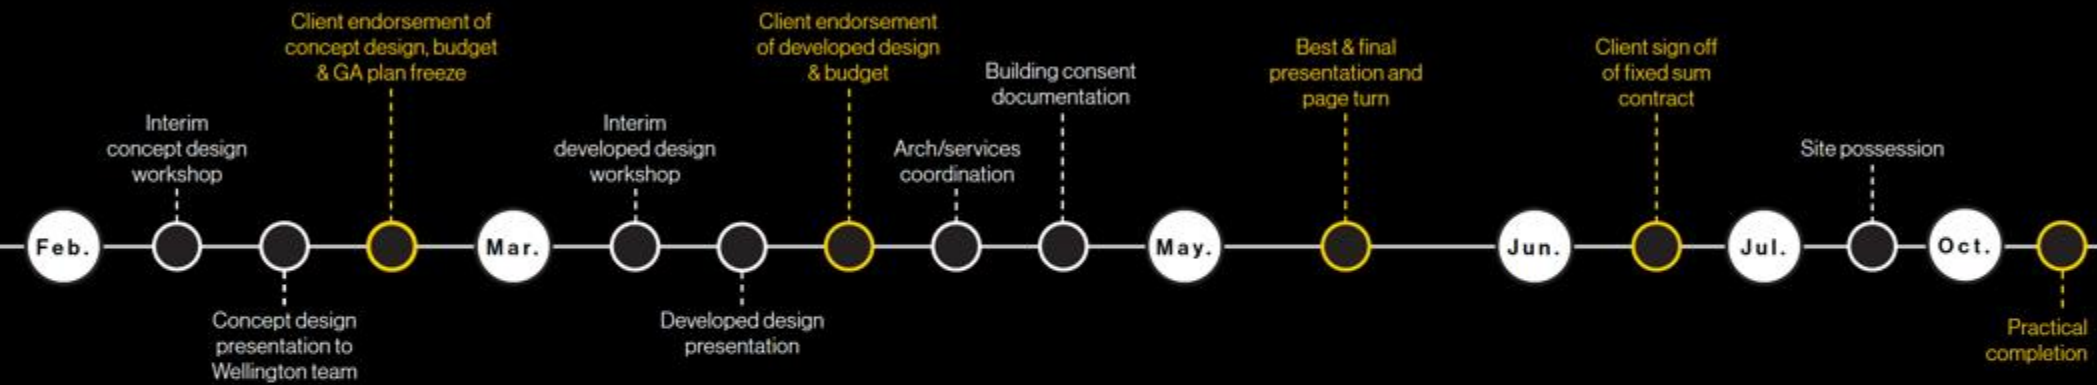 Feb.
Interim
concept design
workshop
Concept design
presentation to
Wellington team
Client endorsement of
concept design, budget
& GA plan freeze
Mar.
Interim
developed design
workshop
Developed design
presentation
Client endorsement
of developed design
& budget
Arch/services
coordination
Building consent
documentation
May.
Best & final
presentation and
page turn
Jun.
Client sign off
of fixed sum
contract
Jul.
Site possession
Oct.
Practical
completion